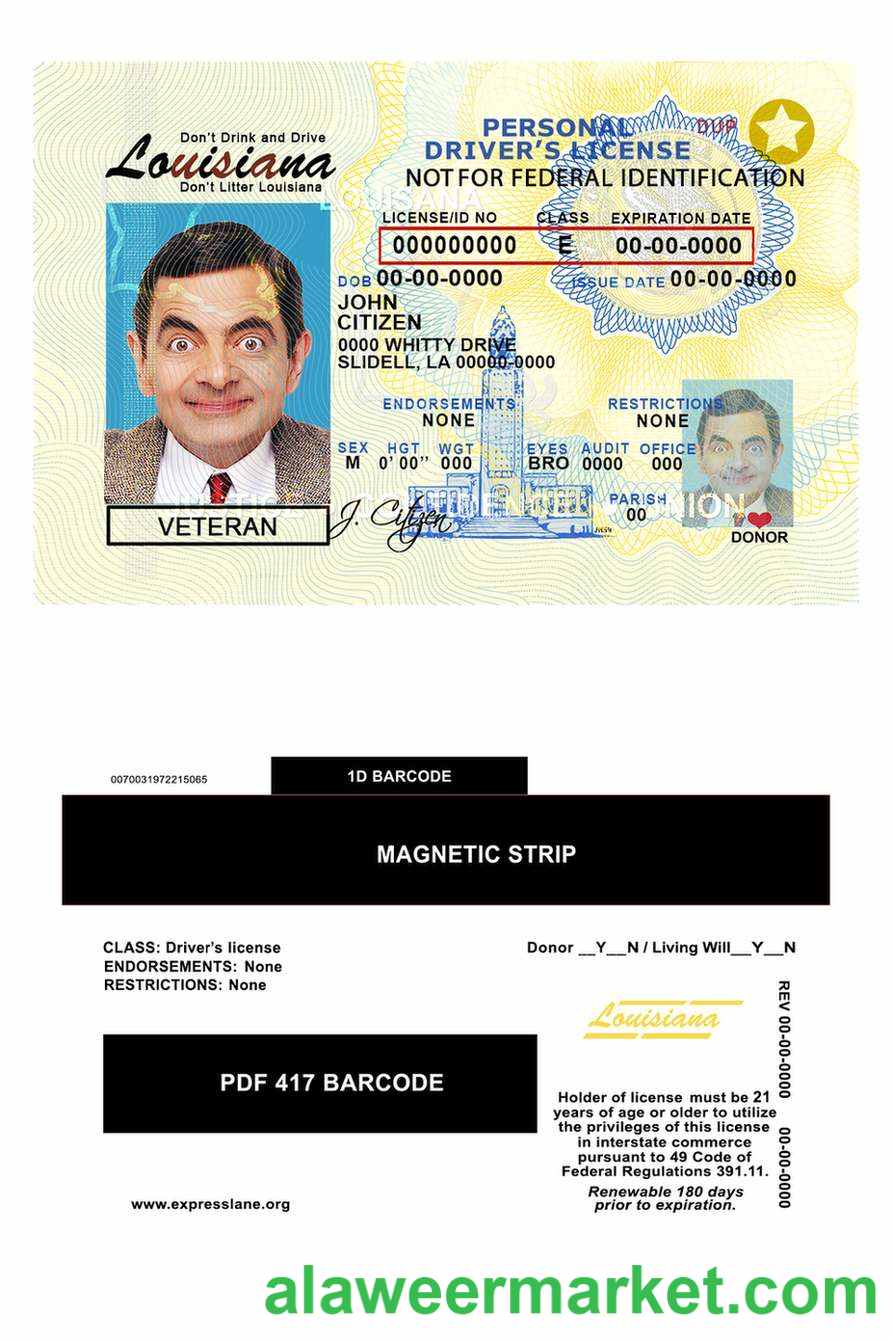 Don't Drink and Drive
Louisiana
Don't Litter Louisiana
PERSONAL
DRIVER'S LICENSE
DUP
NOT FOR FEDERAL IDENTIFICATION
LOUISIANA
LICENSE/ID NO CLASS EXPIRATION DATE
000000000 E 00-00-0000
DOB 00-00-0000 ISSUE DATE 00-00-0000
JOHN
CITIZEN
0000 WHITTY DRIVE
SLIDELL, LA 00000-0000
ENDORSEMENTS RESTRICTIONS
NONE NONE
SEX HGT WGT EYES AUDIT OFFICE
M 0' 00" 000 BRO 0000 000
JUSTICE CONFIDENCE UNION
PARISH
00
VETERAN
J. Citizen
DONOR
0070031972215065
1D BARCODE
MAGNETIC STRIP
CLASS: Driver's license
ENDORSEMENTS: None
RESTRICTIONS: None
Donor __Y__N / Living Will__Y__N
Louisiana
REV 00-00-0000 00-00-0000
PDF 417 BARCODE
Holder of license must be 21
years of age or older to utilize
the privileges of this license
in interstate commerce
pursuant to 49 Code of
Federal Regulations 391.11.
Renewable 180 days
prior to expiration.
www.expresslane.org
alaweermarket.com